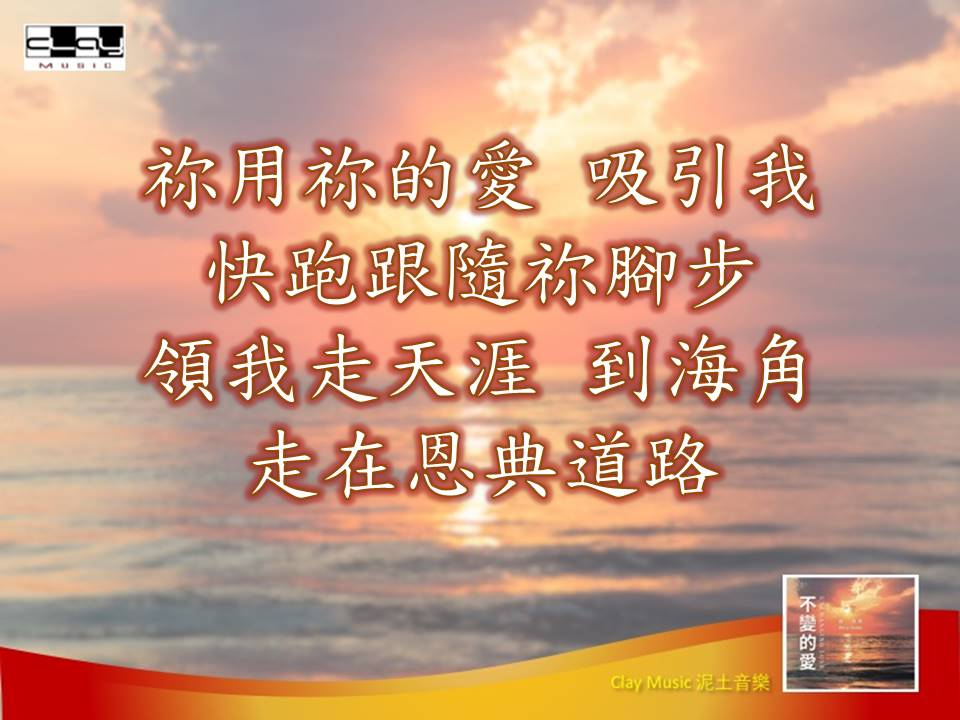 CLAY
MUSIC
祢用祢的愛 吸引我
快跑跟隨祢腳步
領我走天涯 到海角
走在恩典道路
不變的愛
Clay Music 泥土音樂